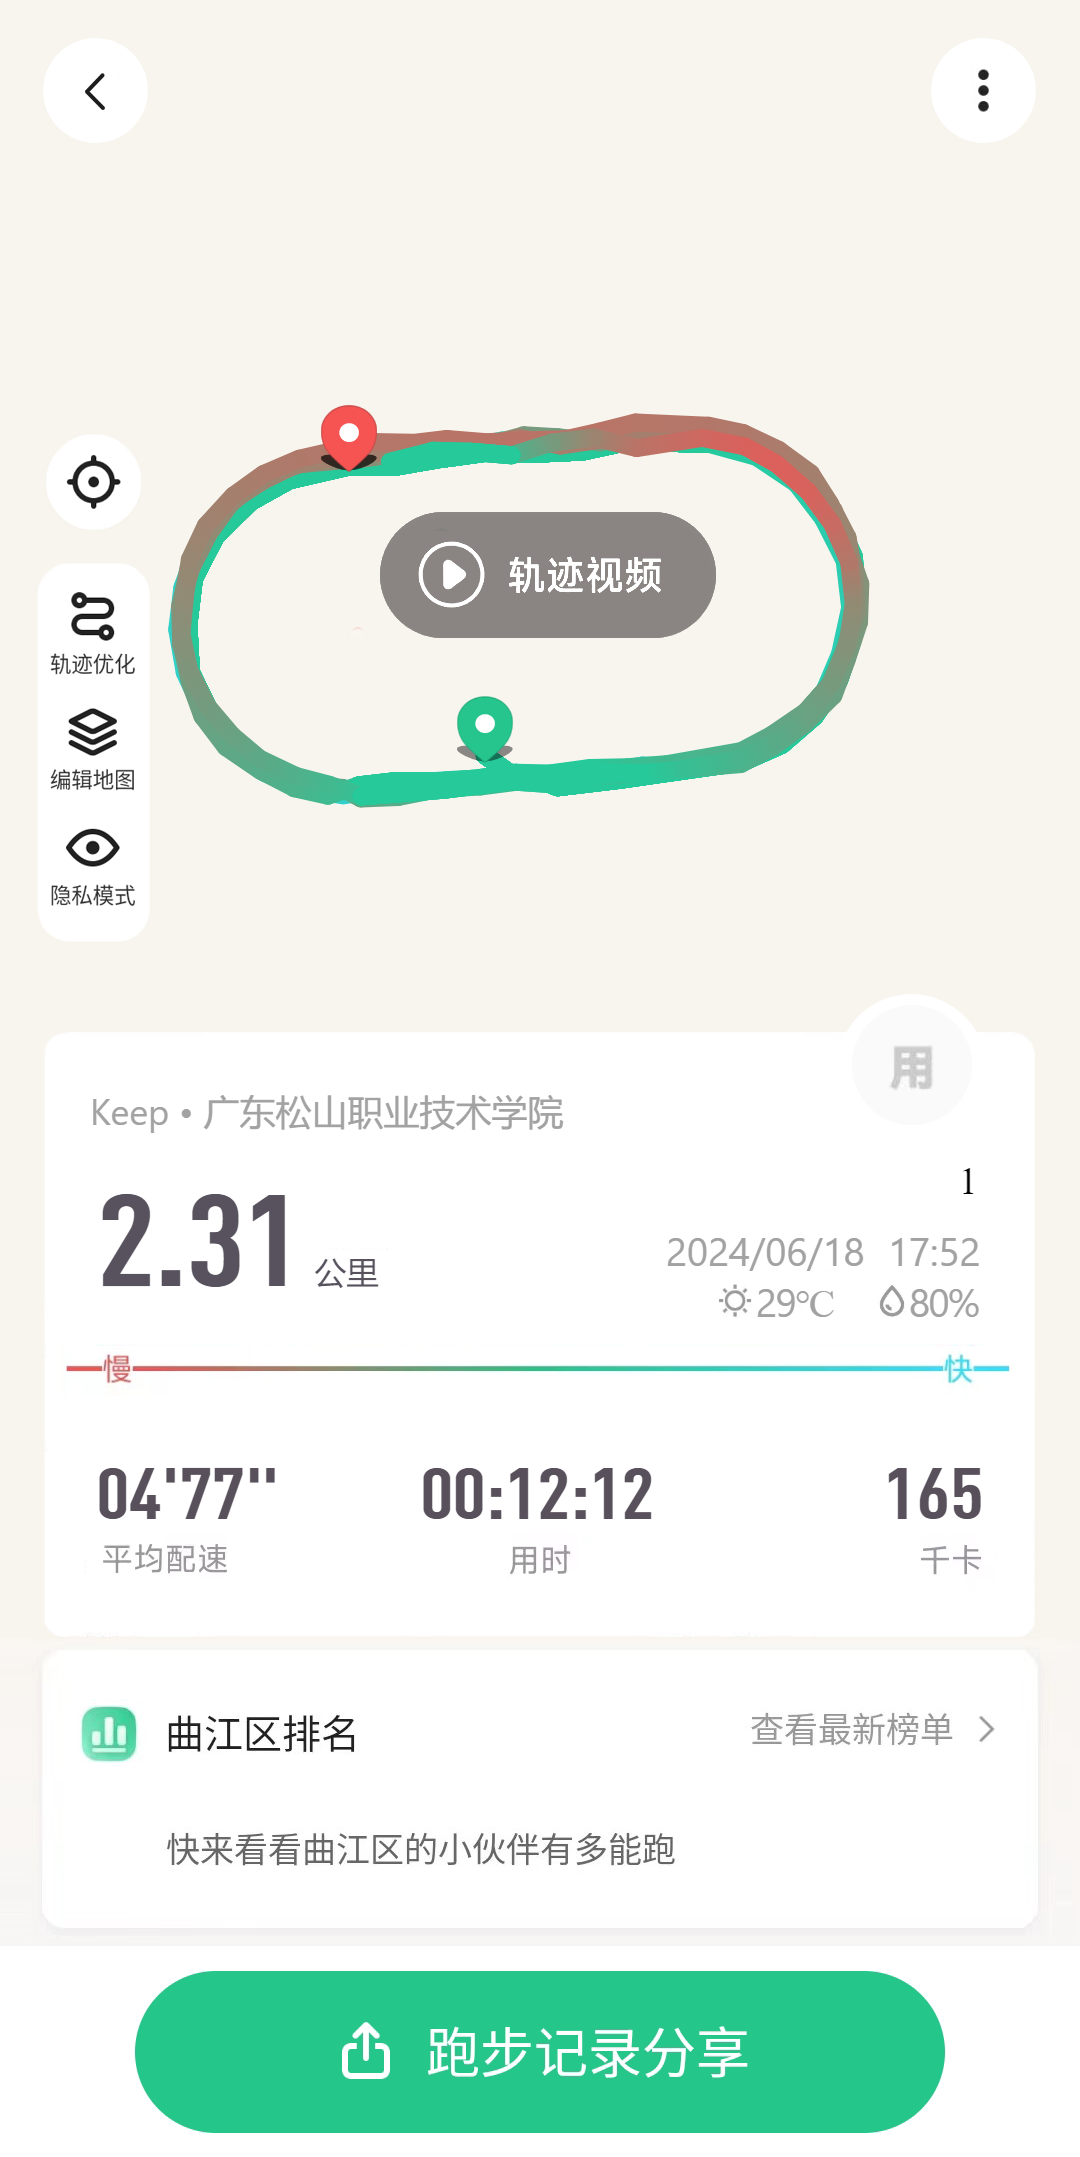 轨迹视频
轨迹优化
编辑地图
隐私模式
用
Keep • 广东松山职业技术学院
1
2.31 公里
2024/06/18 17:52
29℃ 80%
慢 快
04'77'' 00:12:12 165
平均配速 用时 千卡
曲江区排名 查看最新榜单
快来看看曲江区的小伙伴有多能跑
跑步记录分享